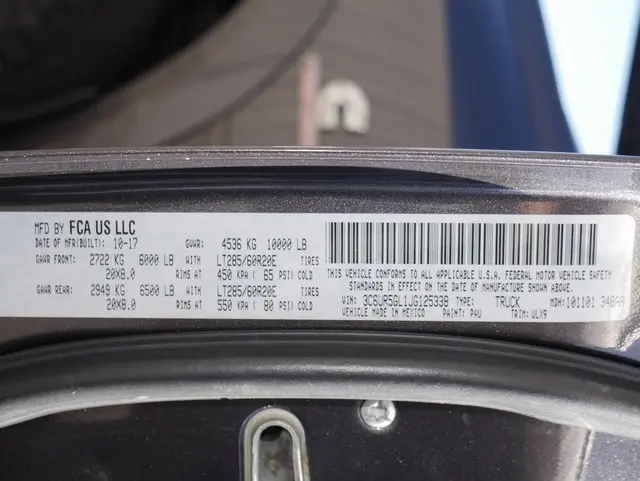 MFD BY FCA US LLC
DATE OF MFR(BUILT): 10-17 GVWR: 4536 KG 10000 LB
GAWR FRONT: 2722 KG 6000 LB WITH LT285/60R20E TIRES
20X8.0 RIMS AT 450 KPA ( 65 PSI) COLD
GAWR REAR: 2949 KG 6500 LB WITH LT285/60R20E TIRES
20X8.0 RIMS AT 550 KPA ( 80 PSI) COLD
THIS VEHICLE CONFORMS TO ALL APPLICABLE U.S.A. FEDERAL MOTOR VEHICLE SAFETY
STANDARDS IN EFFECT ON THE DATE OF MANUFACTURE SHOWN ABOVE
VIN: 3C6UR5GL1JG125338 TYPE: TRUCK MDH:101101
VEHICLE MADE IN MEXICO PAINT: PAU TRIM: VLX9